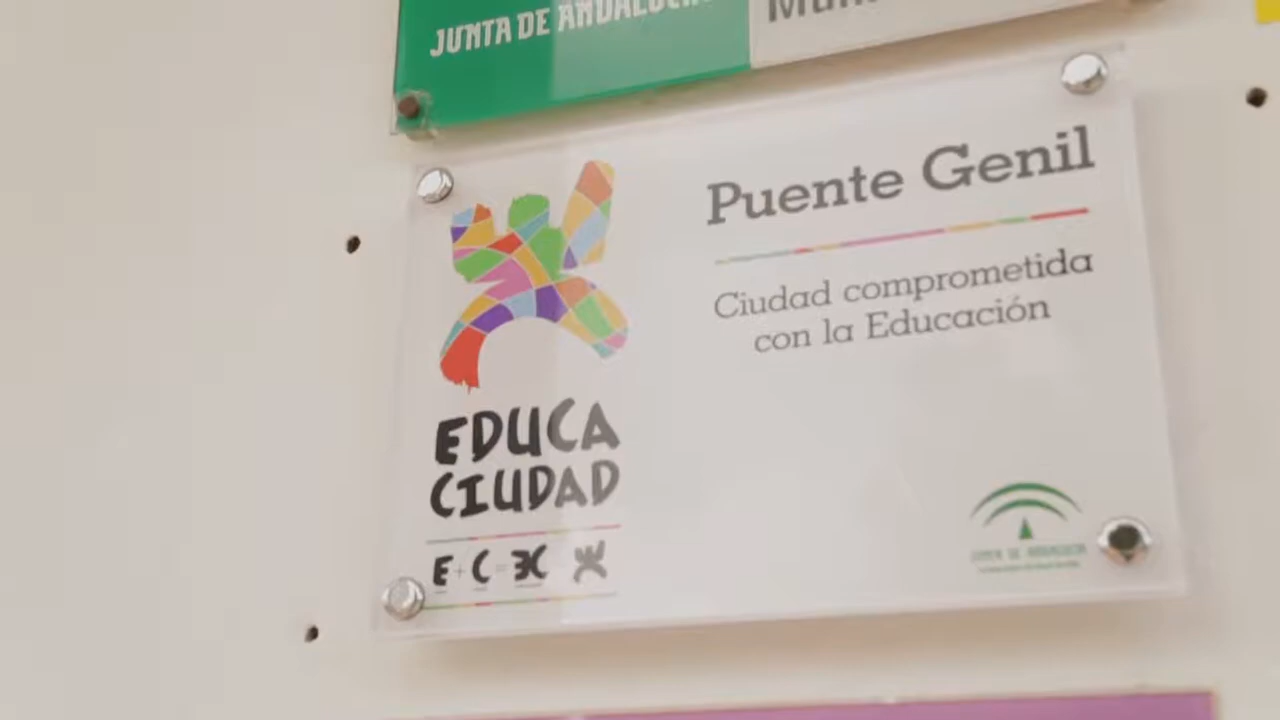 JUNTA DE ANDALUCÍA
Puente Genil
Ciudad comprometida
con la Educación
EDUCA
CIUDAD
E + C =
JUNTA DE ANDALUCIA